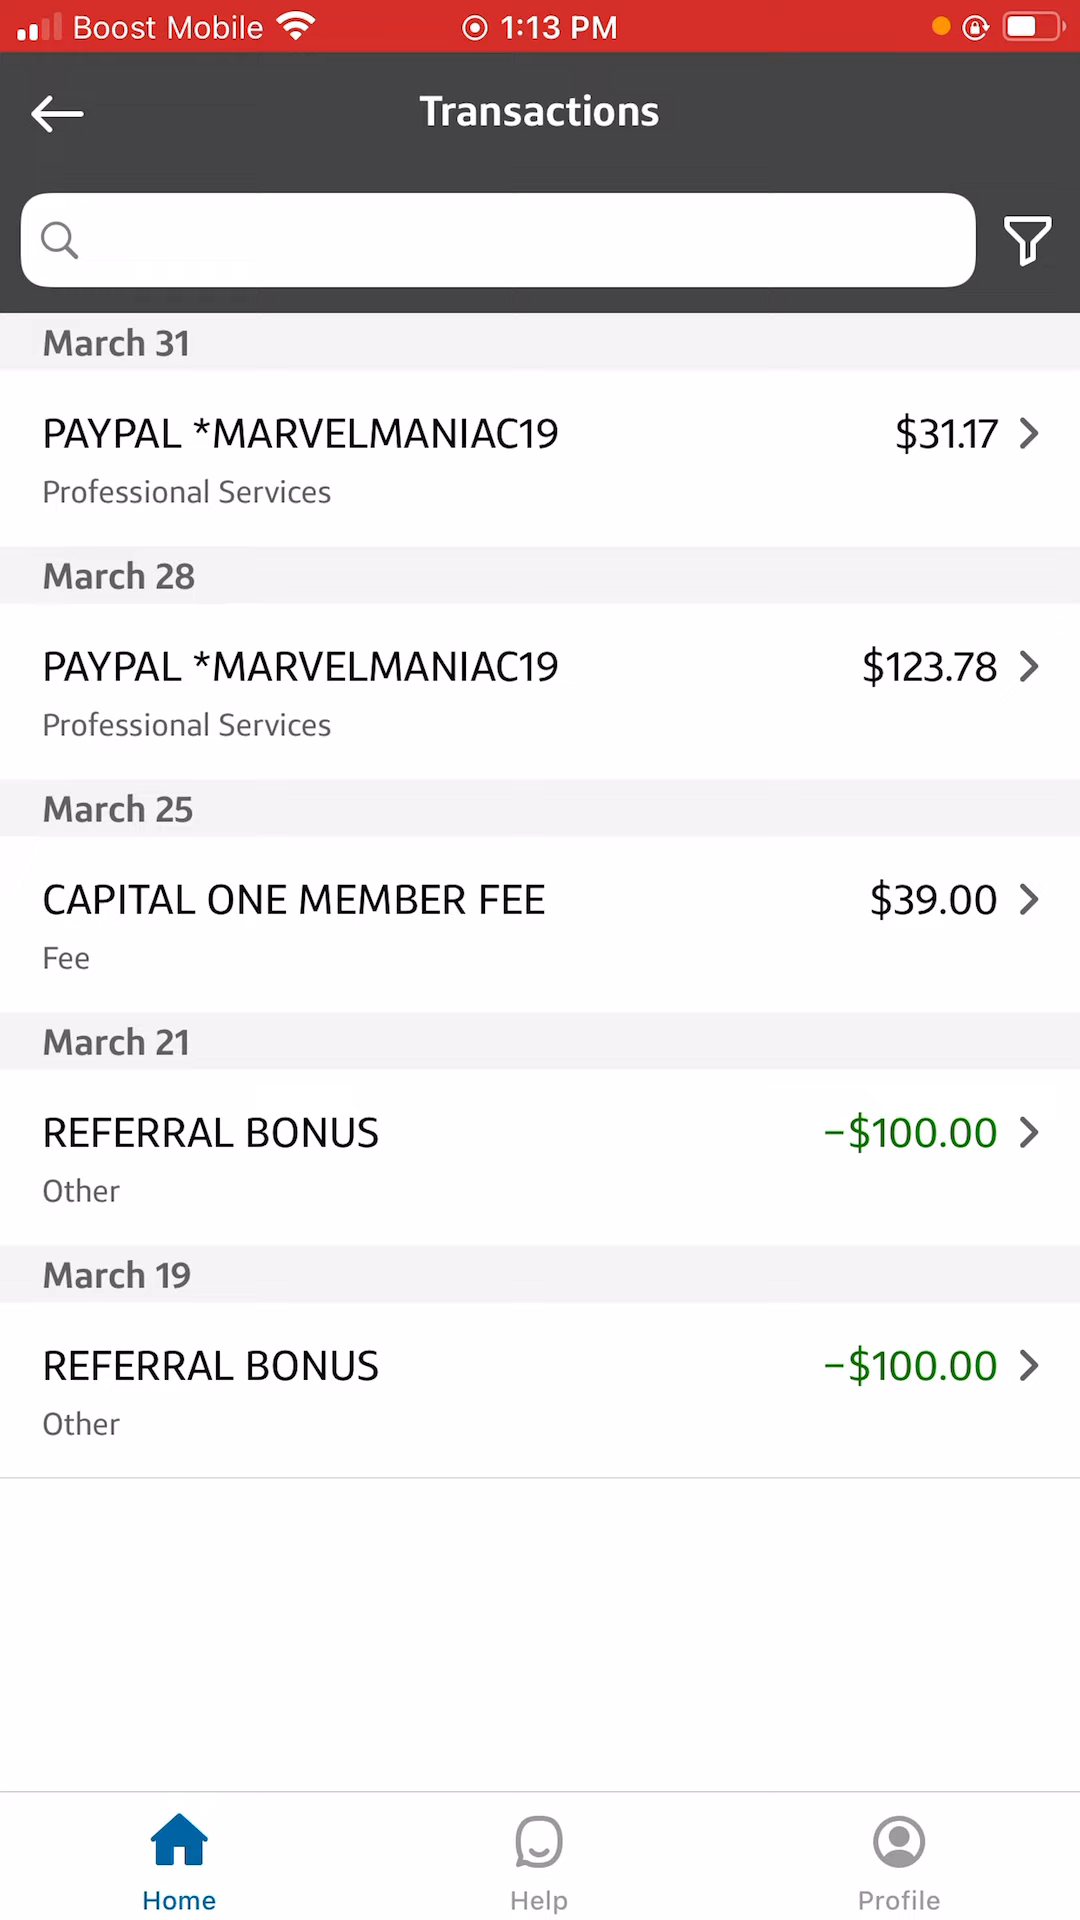 Boost Mobile 1:13 PM
Transactions
March 31
PAYPAL *MARVELMANIAC19 $31.17
Professional Services
March 28
PAYPAL *MARVELMANIAC19 $123.78
Professional Services
March 25
CAPITAL ONE MEMBER FEE $39.00
Fee
March 21
REFERRAL BONUS -$100.00
Other
March 19
REFERRAL BONUS -$100.00
Other
Home Help Profile